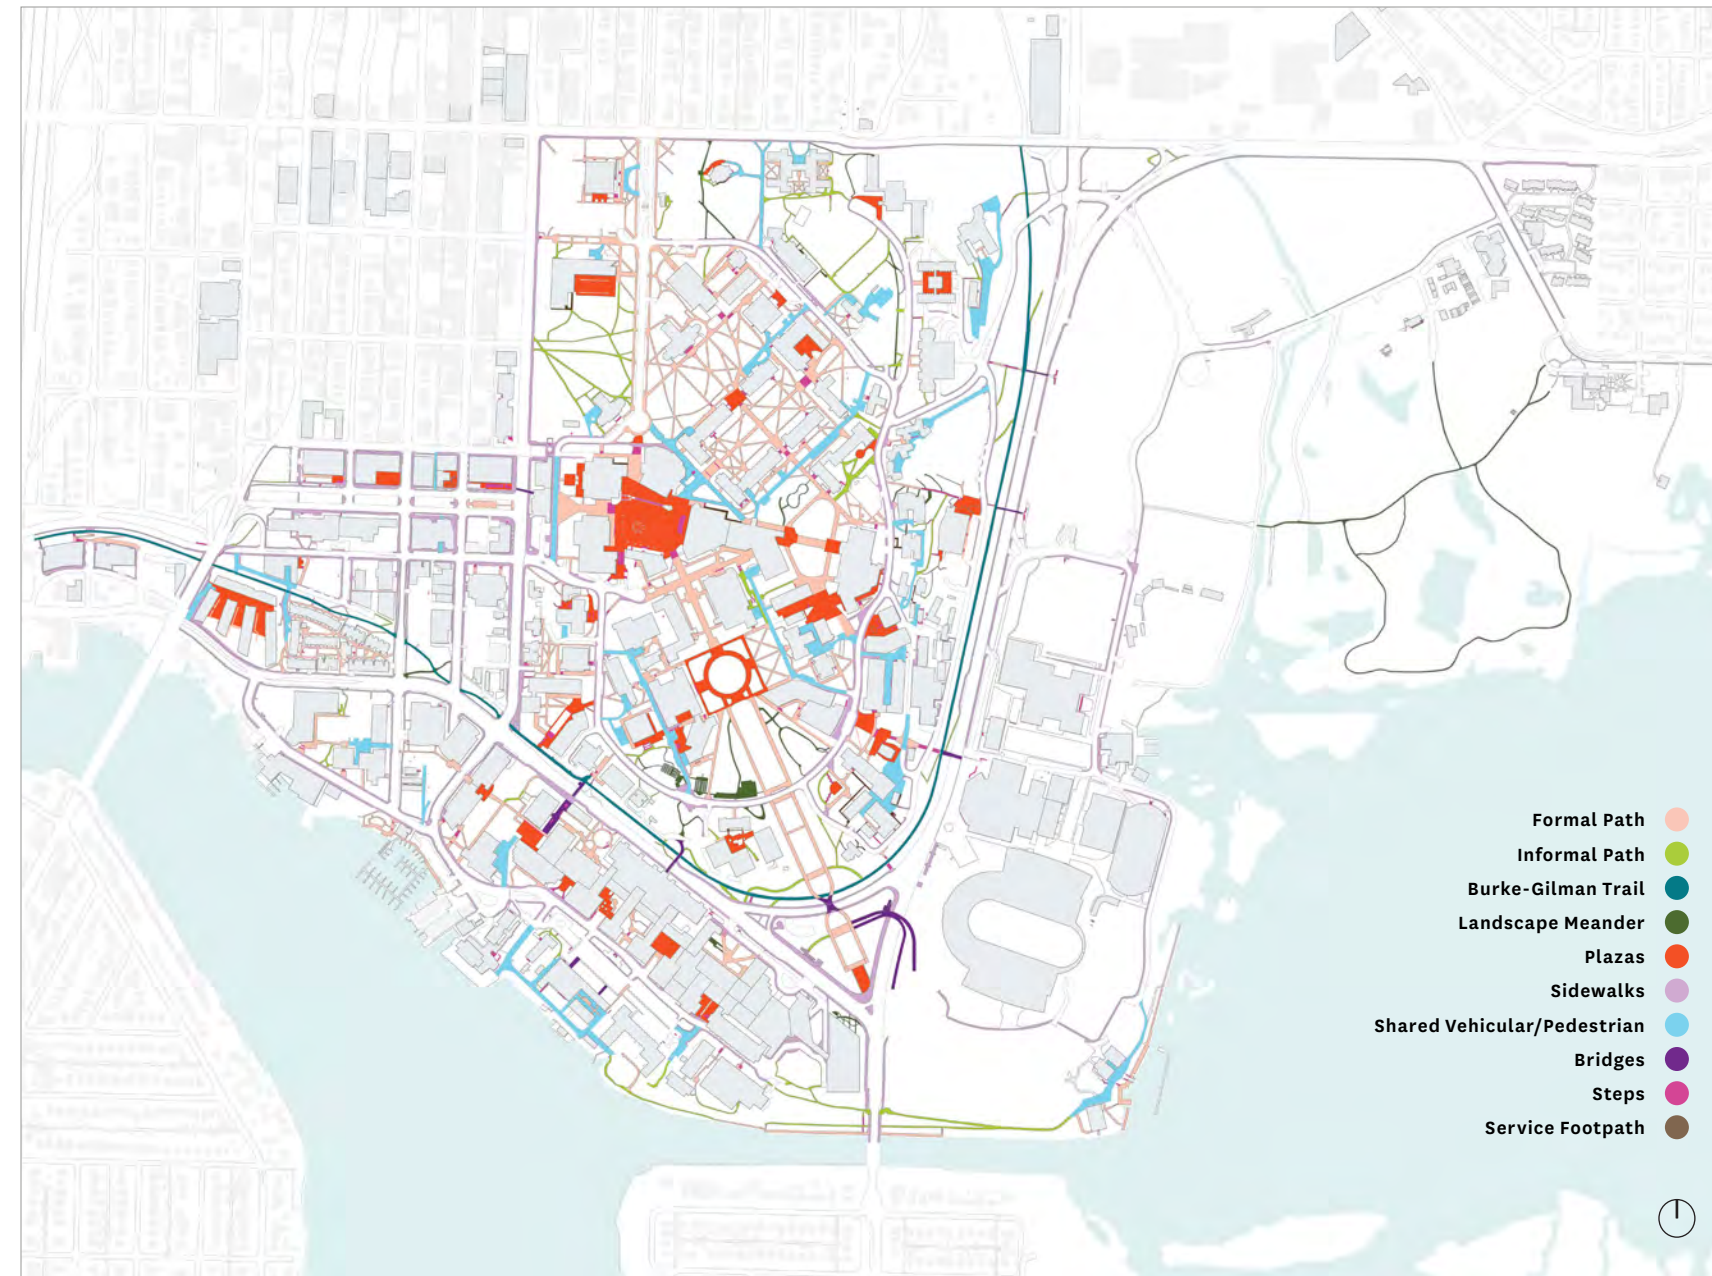 Formal Path
Informal Path
Burke-Gilman Trail
Landscape Meander
Plazas
Sidewalks
Shared Vehicular/Pedestrian
Bridges
Steps
Service Footpath